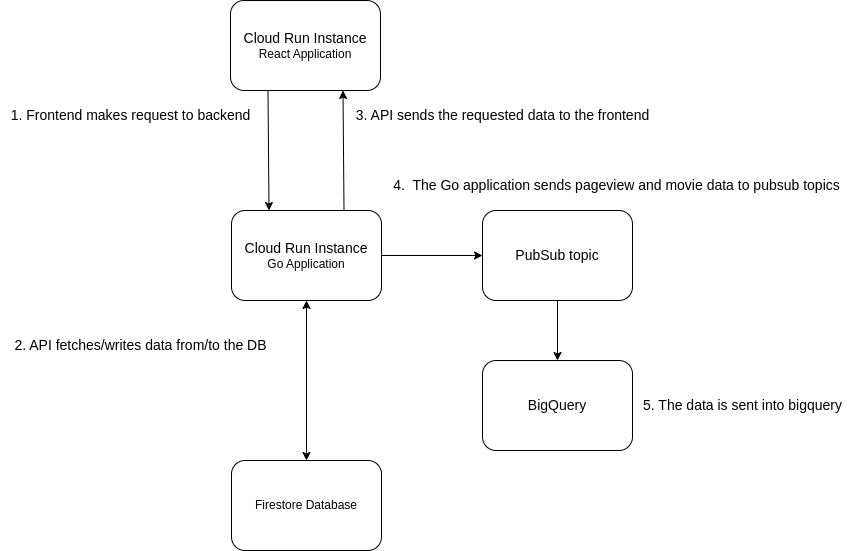 Cloud Run Instance
React Application
1. Frontend makes request to backend
3. API sends the requested data to the frontend
4.  The Go application sends pageview and movie data to pubsub topics
Cloud Run Instance
Go Application
PubSub topic
2. API fetches/writes data from/to the DB
BigQuery
5. The data is sent into bigquery
Firestore Database